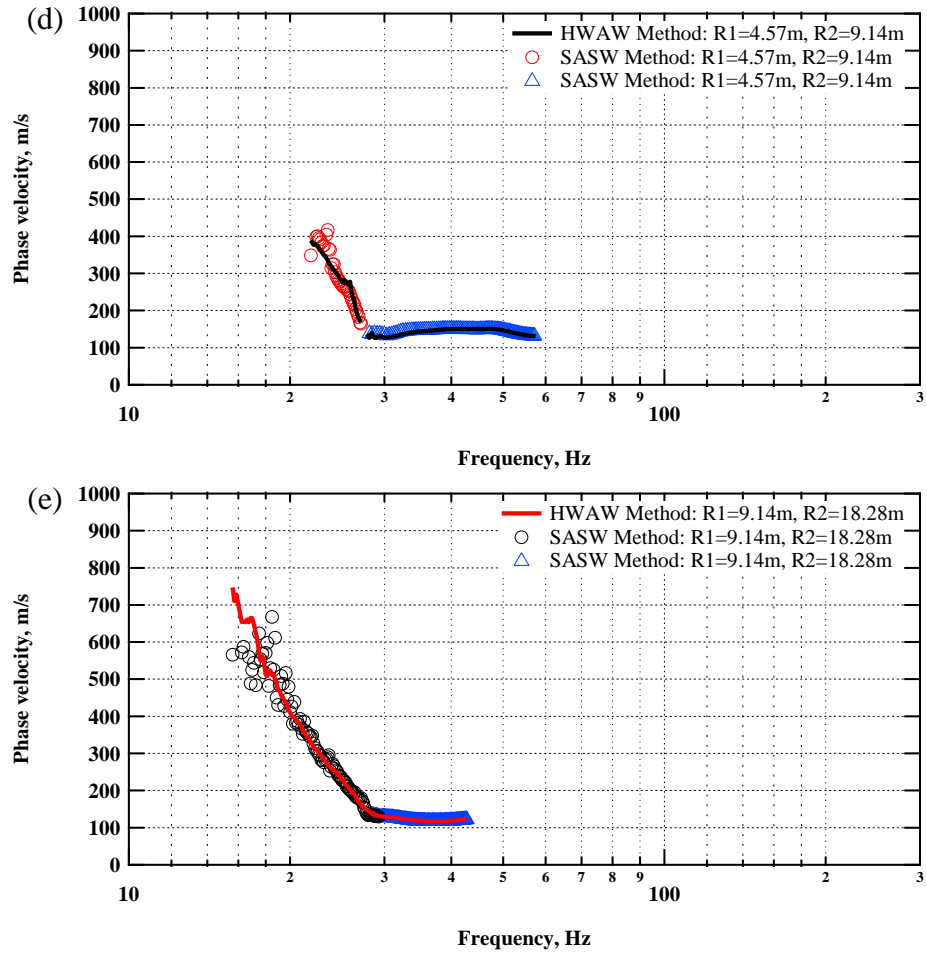 (d)
1000
900
800
700
600
500
400
300
200
100
0
Phase velocity, m/s
HWAW Method: R1=4.57m, R2=9.14m
SASW Method: R1=4.57m, R2=9.14m
SASW Method: R1=4.57m, R2=9.14m
10 2 3 4 5 6 7 8 9 100 2 3
Frequency, Hz
(e)
1000
900
800
700
600
500
400
300
200
100
0
Phase velocity, m/s
HWAW Method: R1=9.14m, R2=18.28m
SASW Method: R1=9.14m, R2=18.28m
SASW Method: R1=9.14m, R2=18.28m
10 2 3 4 5 6 7 8 9 100 2 3
Frequency, Hz